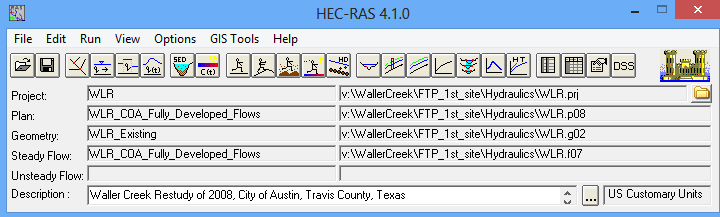 HEC-RAS 4.1.0
File Edit Run View Options GIS Tools Help
SED C(t) HD HT DSS
Project: WLR v:\WallerCreek\FTP_1st_site\Hydraulics\WLR.prj
Plan: WLR_COA_Fully_Developed_Flows v:\WallerCreek\FTP_1st_site\Hydraulics\WLR.p08
Geometry: WLR_Existing v:\WallerCreek\FTP_1st_site\Hydraulics\WLR.g02
Steady Flow: WLR_COA_Fully_Developed_Flows v:\WallerCreek\FTP_1st_site\Hydraulics\WLR.f07
Unsteady Flow:
Description : Waller Creek Restudy of 2008, City of Austin, Travis County, Texas ... US Customary Units